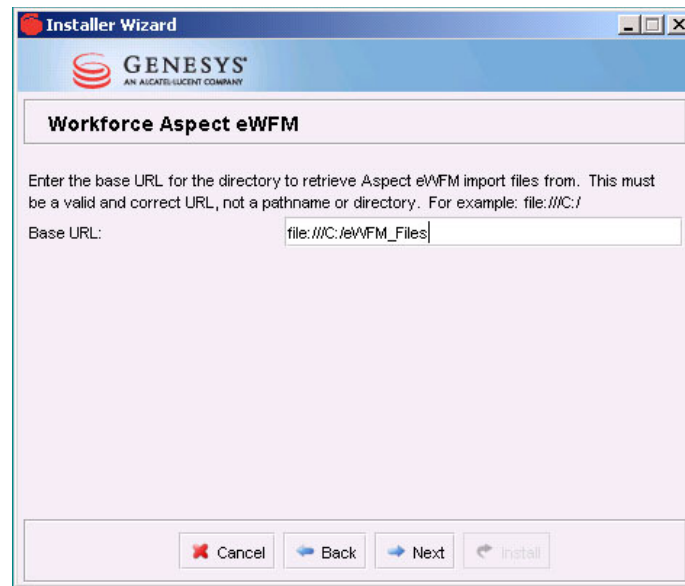 Installer Wizard
GENESYS
AN ALCATEL-LUCENT COMPANY
Workforce Aspect eWFM
Enter the base URL for the directory to retrieve Aspect eWFM import files from. This must
be a valid and correct URL, not a pathname or directory. For example: file:///C:/
Base URL: file:///C:/eWFM_Files
Cancel Back Next Install